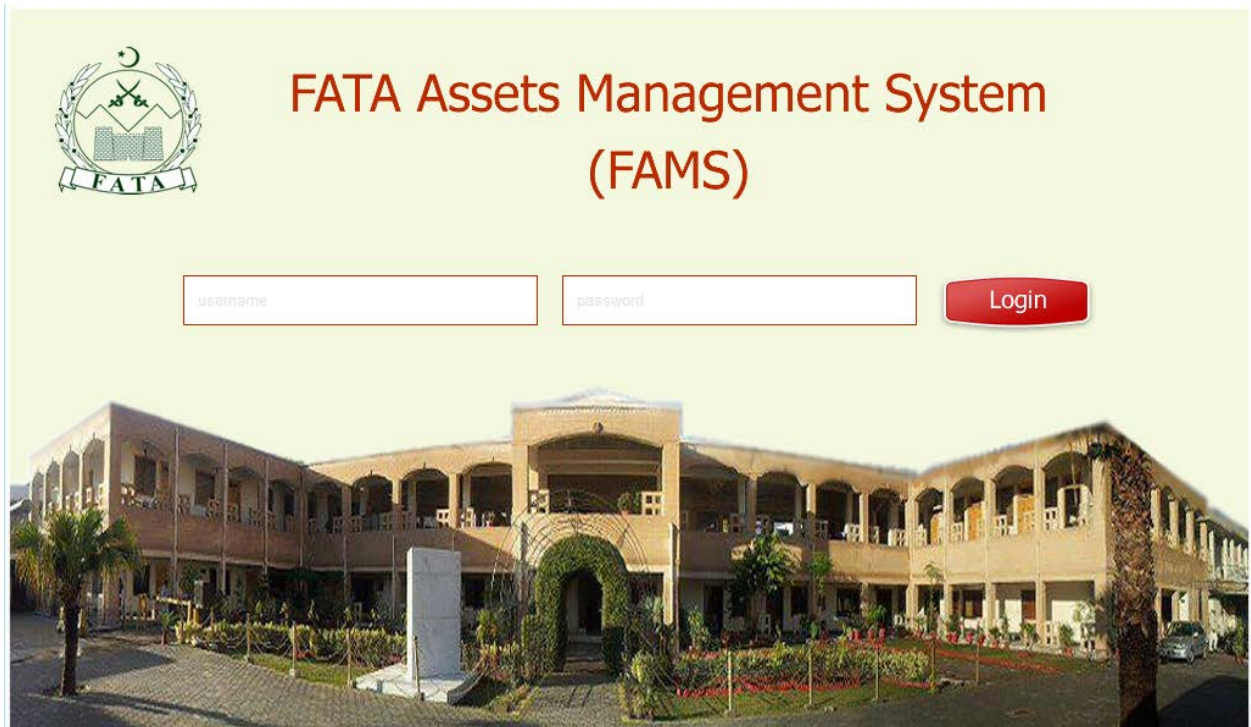 FATA
FATA Assets Management System
(FAMS)
username
password
Login